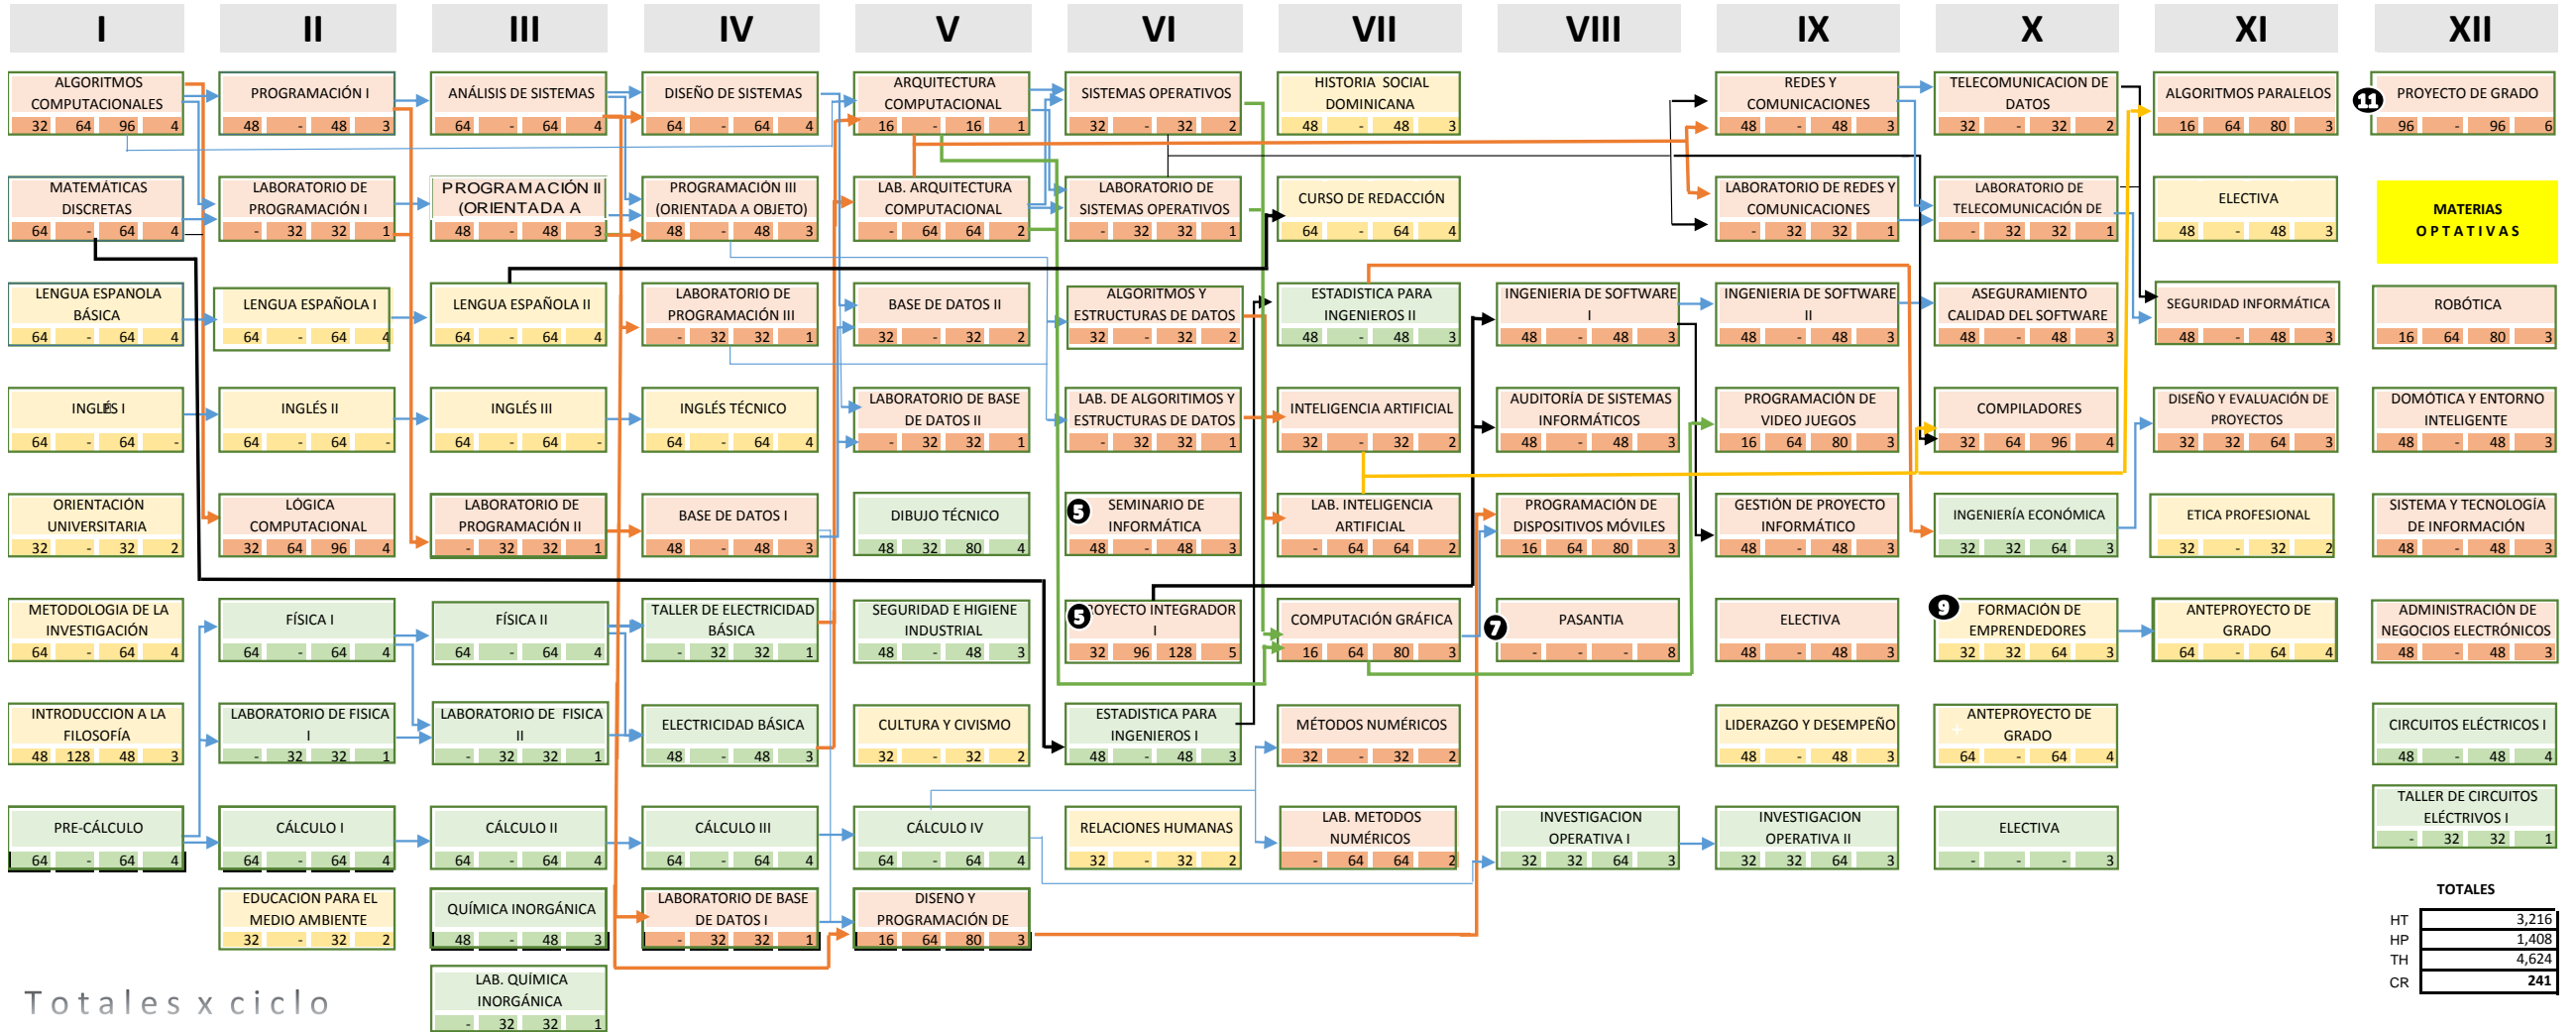 I
II
III
IV
V
VI
VII
VIII
IX
X
XI
XII
ALGORITMOS
COMPUTACIONALES
32 64 96 4
PROGRAMACIÓN I
48 - 48 3
ANÁLISIS DE SISTEMAS
64 - 64 4
DISEÑO DE SISTEMAS
64 - 64 4
ARQUITECTURA
COMPUTACIONAL
16 - 16 1
SISTEMAS OPERATIVOS
32 - 32 2
HISTORIA SOCIAL
DOMINICANA
48 - 48 3
REDES Y
COMUNICACIONES
48 - 48 3
TELECOMUNICACION DE
DATOS
32 - 32 2
ALGORITMOS PARALELOS
16 64 80 3
11
PROYECTO DE GRADO
96 - 96 6
MATEMÁTICAS
DISCRETAS
64 - 64 4
LABORATORIO DE
PROGRAMACIÓN I
- 32 32 1
PROGRAMACIÓN II
(ORIENTADA A
48 - 48 3
PROGRAMACIÓN III
(ORIENTADA A OBJETO)
48 - 48 3
LAB. ARQUITECTURA
COMPUTACIONAL
- 64 64 2
LABORATORIO DE
SISTEMAS OPERATIVOS
- 32 32 1
CURSO DE REDACCIÓN
64 - 64 4
LABORATORIO DE REDES Y
COMUNICACIONES
- 32 32 1
LABORATORIO DE
TELECOMUNICACIÓN DE
- 32 32 1
ELECTIVA
48 - 48 3
MATERIAS
OPTATIVAS
LENGUA ESPANOLA
BÁSICA
64 - 64 4
LENGUA ESPAÑOLA I
64 - 64 4
LENGUA ESPAÑOLA II
64 - 64 4
LABORATORIO DE
PROGRAMACIÓN III
- 32 32 1
BASE DE DATOS II
32 - 32 2
ALGORITMOS Y
ESTRUCTURAS DE DATOS
32 - 32 2
ESTADISTICA PARA
INGENIEROS II
48 - 48 3
INGENIERIA DE SOFTWARE
I
48 - 48 3
INGENIERIA DE SOFTWARE
II
48 - 48 3
ASEGURAMIENTO
CALIDAD DEL SOFTWARE
48 - 48 3
SEGURIDAD INFORMÁTICA
48 - 48 3
ROBÓTICA
16 64 80 3
INGLÉS I
64 - 64 -
INGLÉS II
64 - 64 -
INGLÉS III
64 - 64 -
INGLÉS TÉCNICO
64 - 64 4
LABORATORIO DE BASE
DE DATOS II
- 32 32 1
LAB. DE ALGORITIMOS Y
ESTRUCTURAS DE DATOS
- 32 32 1
INTELIGENCIA ARTIFICIAL
32 - 32 2
AUDITORÍA DE SISTEMAS
INFORMÁTICOS
48 - 48 3
PROGRAMACIÓN DE
VIDEO JUEGOS
16 64 80 3
COMPILADORES
32 64 96 4
DISEÑO Y EVALUACIÓN DE
PROYECTOS
32 32 64 3
DOMÓTICA Y ENTORNO
INTELIGENTE
48 - 48 3
ORIENTACIÓN
UNIVERSITARIA
32 - 32 2
LÓGICA
COMPUTACIONAL
32 64 96 4
LABORATORIO DE
PROGRAMACIÓN II
- 32 32 1
BASE DE DATOS I
48 - 48 3
DIBUJO TÉCNICO
48 32 80 4
5
SEMINARIO DE
INFORMÁTICA
48 - 48 3
LAB. INTELIGENCIA
ARTIFICIAL
- 64 64 2
PROGRAMACIÓN DE
DISPOSITIVOS MÓVILES
16 64 80 3
GESTIÓN DE PROYECTO
INFORMÁTICO
48 - 48 3
INGENIERÍA ECONÓMICA
32 32 64 3
ETICA PROFESIONAL
32 - 32 2
SISTEMA Y TECNOLOGÍA
DE INFORMACIÓN
48 - 48 3
METODOLOGIA DE LA
INVESTIGACIÓN
64 - 64 4
FÍSICA I
64 - 64 4
FÍSICA II
64 - 64 4
TALLER DE ELECTRICIDAD
BÁSICA
- 32 32 1
SEGURIDAD E HIGIENE
INDUSTRIAL
48 - 48 3
5
OYECTO INTEGRADOR
I
32 96 128 5
COMPUTACIÓN GRÁFICA
16 64 80 3
7
PASANTIA
- - - 8
ELECTIVA
48 - 48 3
9
FORMACIÓN DE
EMPRENDEDORES
32 32 64 3
ANTEPROYECTO DE
GRADO
64 - 64 4
ADMINISTRACIÓN DE
NEGOCIOS ELECTRÓNICOS
48 - 48 3
INTRODUCCION A LA
FILOSOFÍA
48 128 48 3
LABORATORIO DE FISICA
I
- 32 32 1
LABORATORIO DE FISICA
II
- 32 32 1
ELECTRICIDAD BÁSICA
48 - 48 3
CULTURA Y CIVISMO
32 - 32 2
ESTADISTICA PARA
INGENIEROS I
48 - 48 3
MÉTODOS NUMÉRICOS
32 - 32 2
LIDERAZGO Y DESEMPEÑO
48 - 48 3
ANTEPROYECTO DE
GRADO
64 - 64 4
CIRCUITOS ELÉCTRICOS I
48 - 48 4
PRE-CÁLCULO
64 - 64 4
CÁLCULO I
64 - 64 4
CÁLCULO II
64 - 64 4
CÁLCULO III
64 - 64 4
CÁLCULO IV
64 - 64 4
RELACIONES HUMANAS
32 - 32 2
LAB. METODOS
NUMÉRICOS
- 64 64 2
INVESTIGACION
OPERATIVA I
32 32 64 3
INVESTIGACION
OPERATIVA II
32 32 64 3
ELECTIVA
- - - 3
TALLER DE CIRCUITOS
ELÉCTRIVOS I
- 32 32 1
EDUCACION PARA EL
MEDIO AMBIENTE
32 - 32 2
QUÍMICA INORGÁNICA
48 - 48 3
LABORATORIO DE BASE
DE DATOS I
- 32 32 1
DISENO Y
PROGRAMACIÓN DE
16 64 80 3
LAB. QUÍMICA
INORGÁNICA
- 32 32 1
TOTALES
HT 3,216
HP 1,408
TH 4,624
CR 241
Totales x ciclo